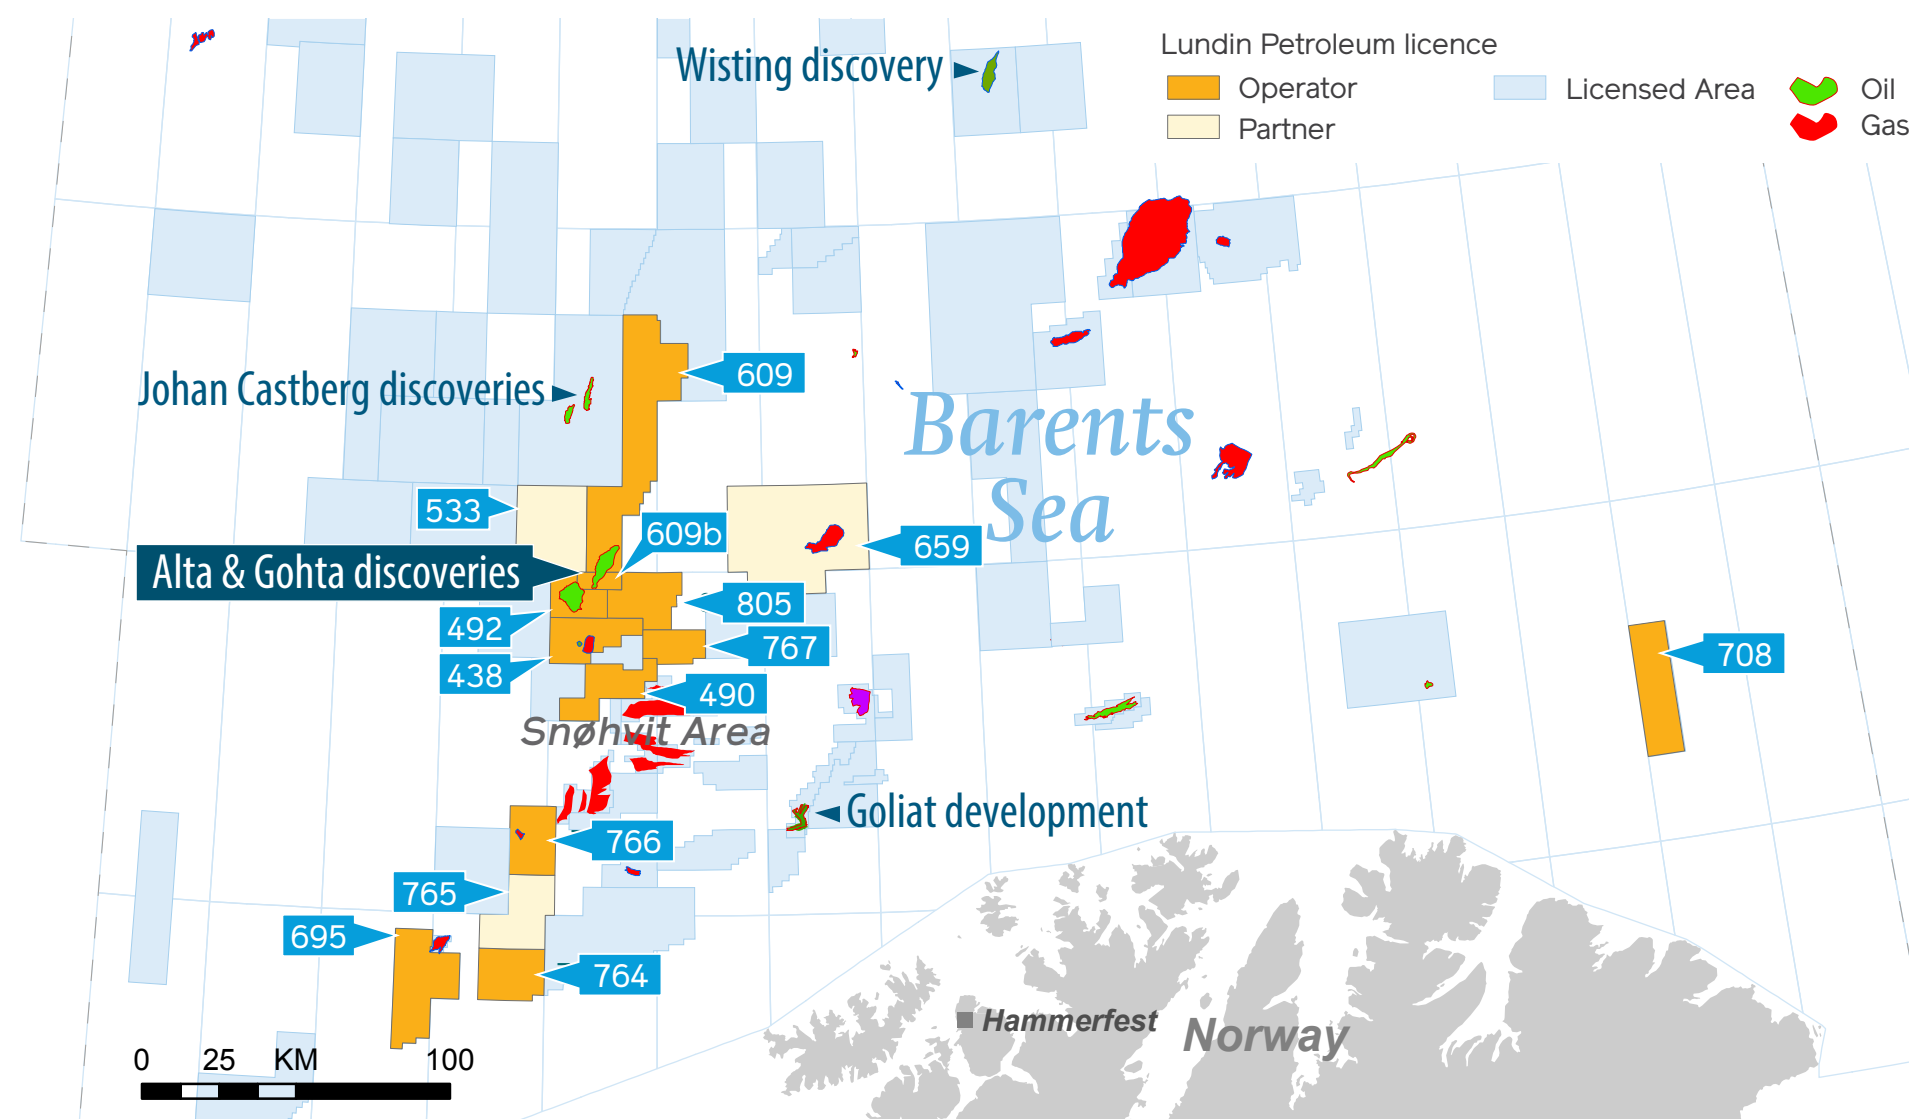 Wisting discovery
Lundin Petroleum licence
Operator
Partner
Licensed Area
Oil
Gas
609
Johan Castberg discoveries
Barents
Sea
533
609b
659
Alta & Gohta discoveries
805
492
767
438
708
490
Snøhvit Area
Goliat development
766
765
695
764
Hammerfest
Norway
0 25 KM 100